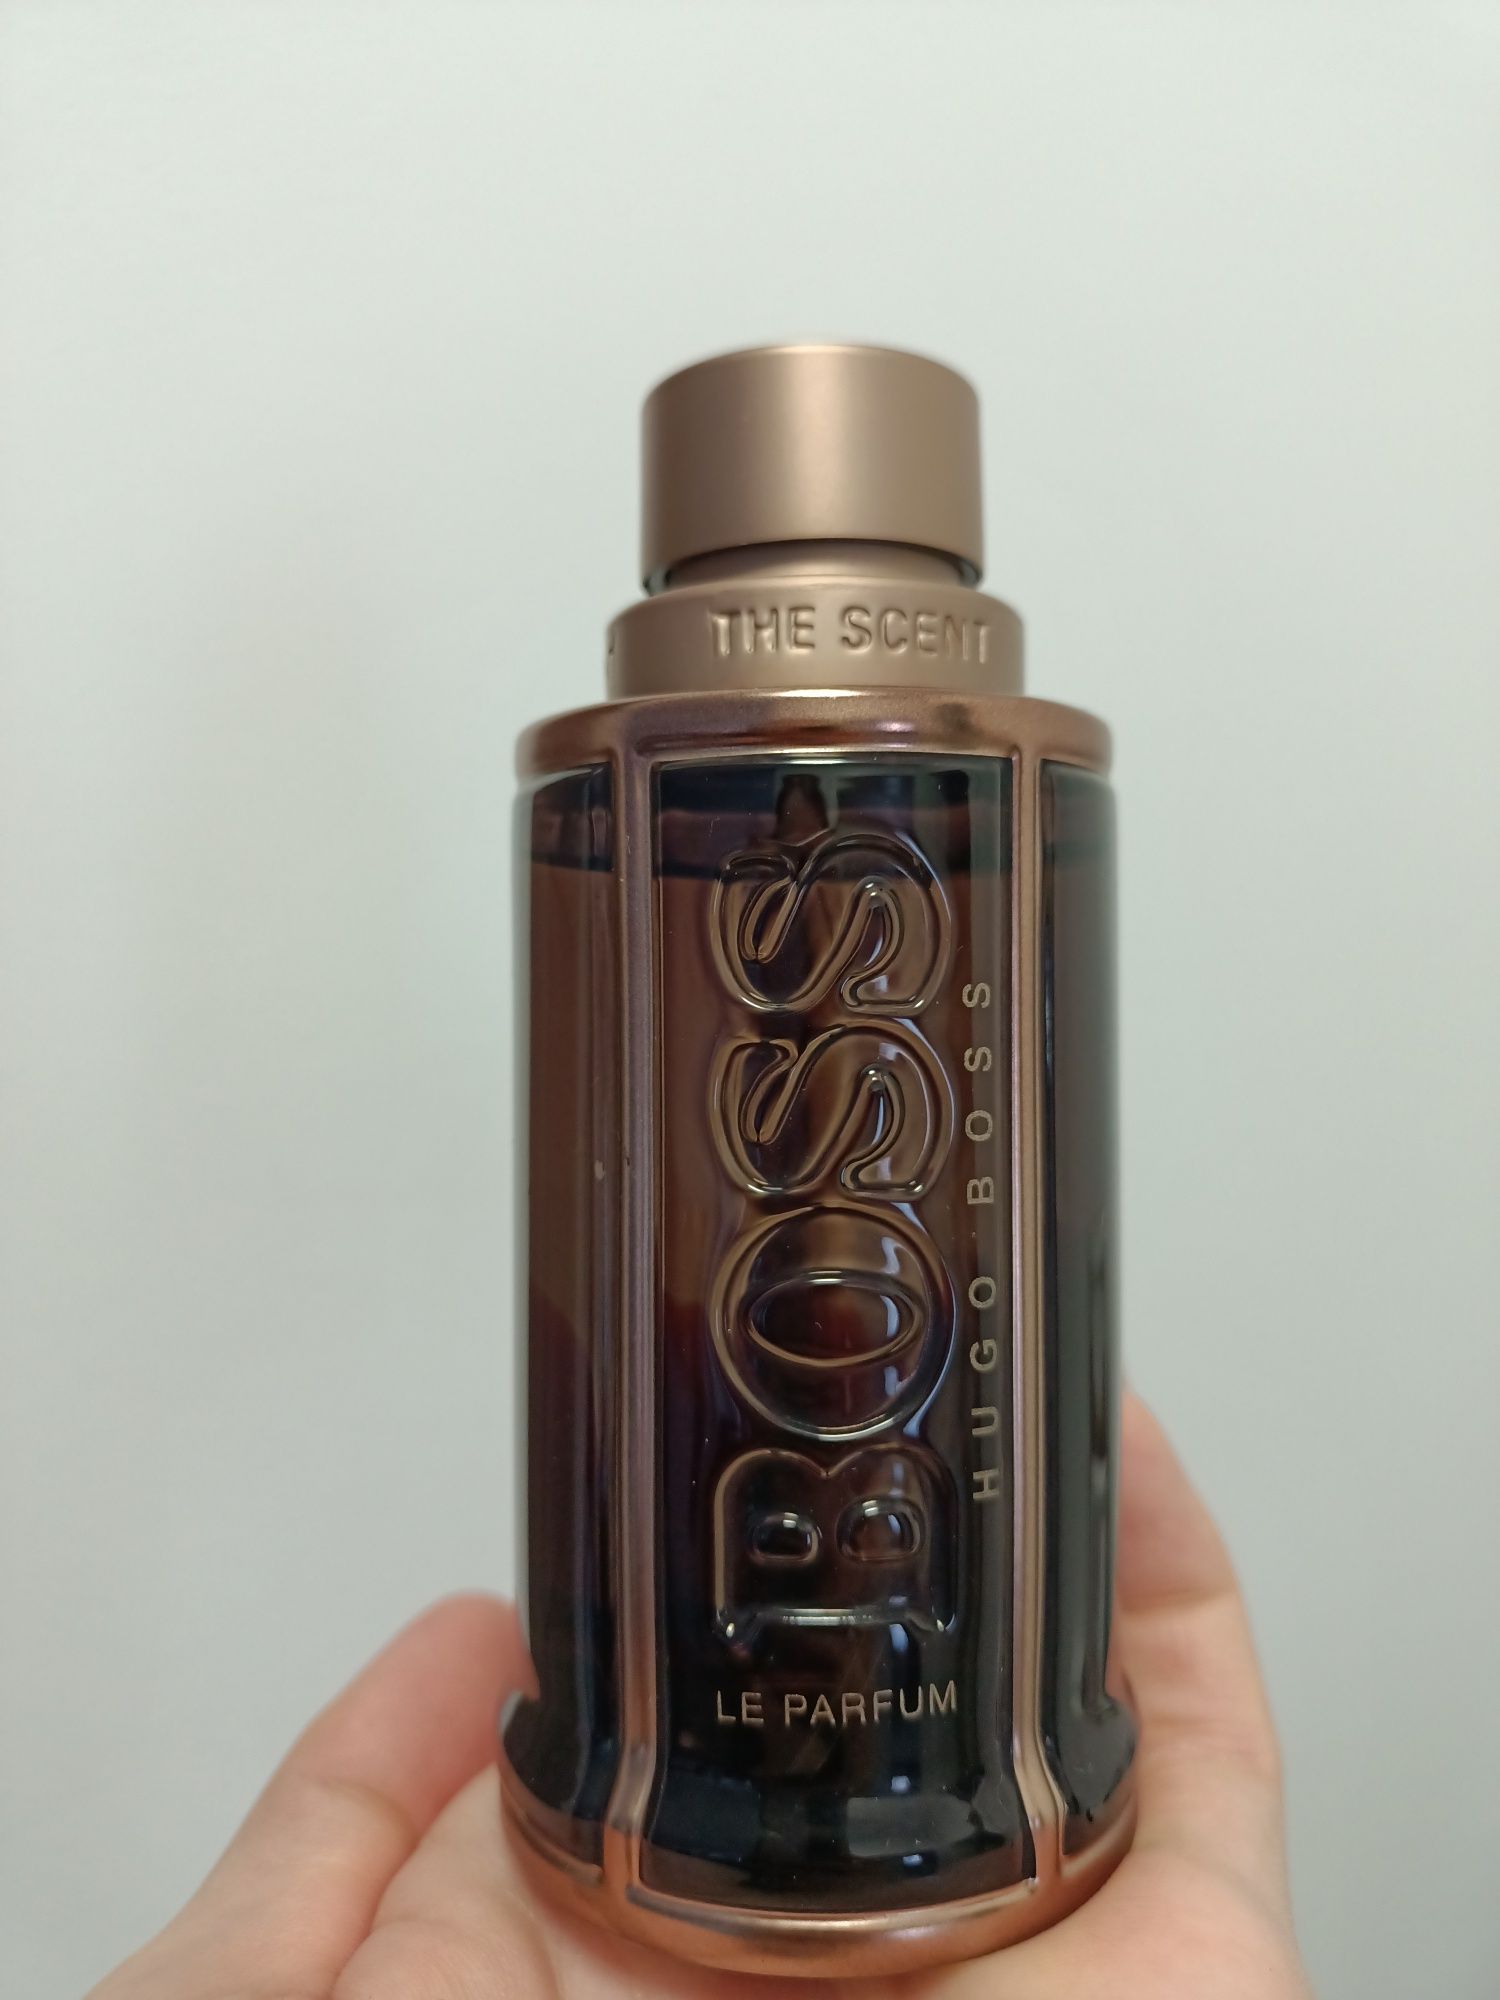 THE SCENT
BOSS
HUGO BOSS
LE PARFUM